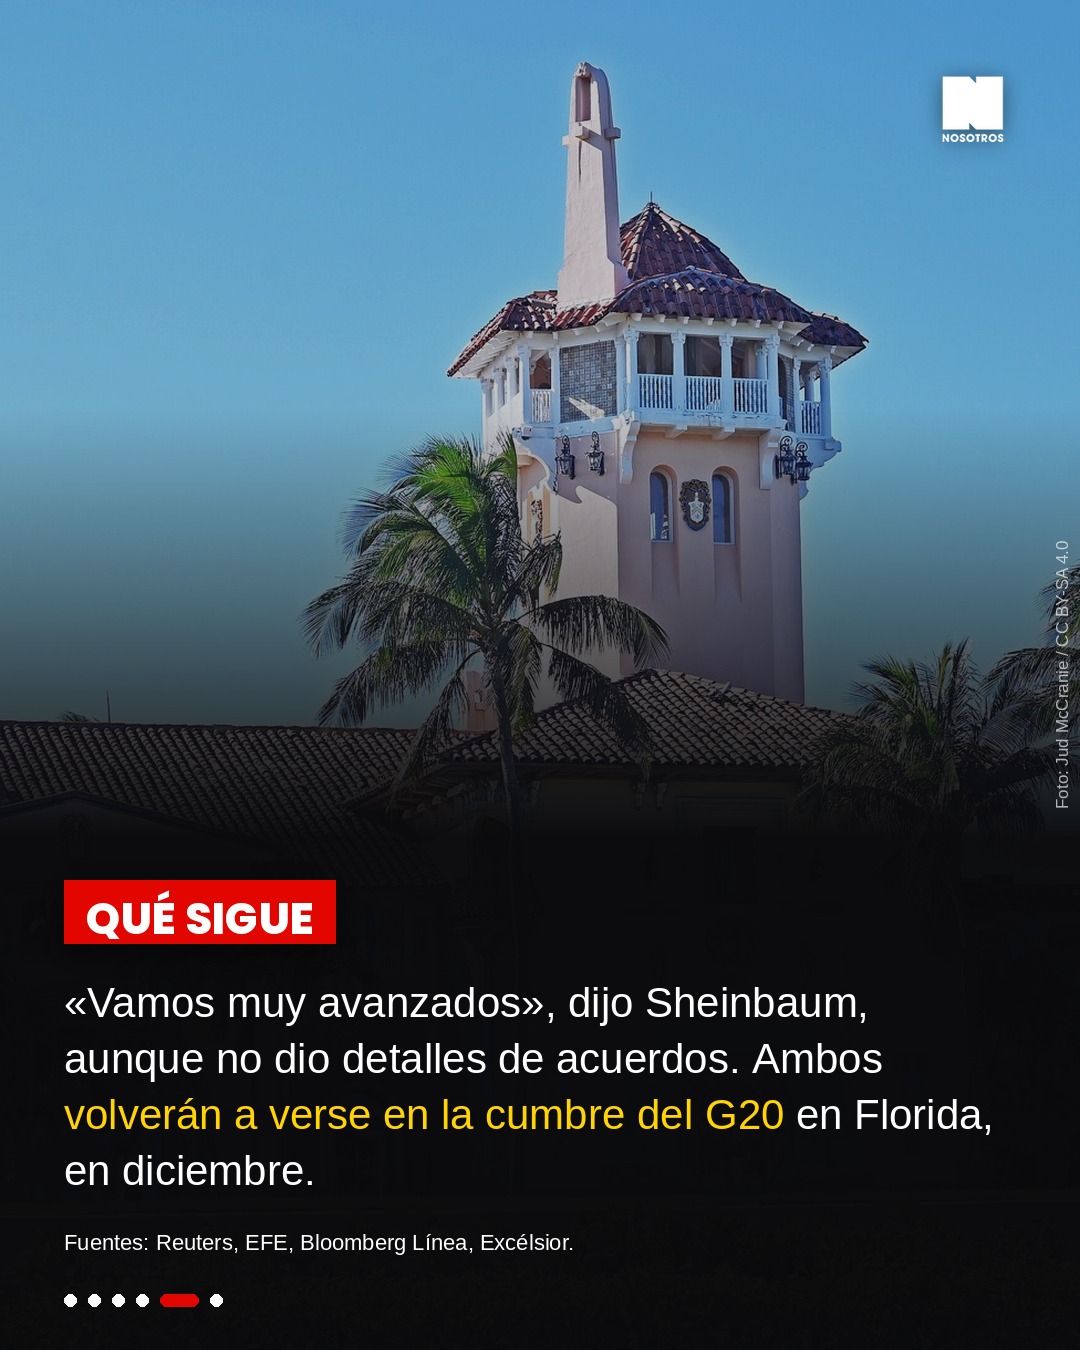 N
NOSOTROS
Foto: Jud McCranie / CC BY-SA 4.0
QUÉ SIGUE
«Vamos muy avanzados», dijo Sheinbaum,
aunque no dio detalles de acuerdos. Ambos
volverán a verse en la cumbre del G20 en Florida,
en diciembre.
Fuentes: Reuters, EFE, Bloomberg Línea, Excélsior.